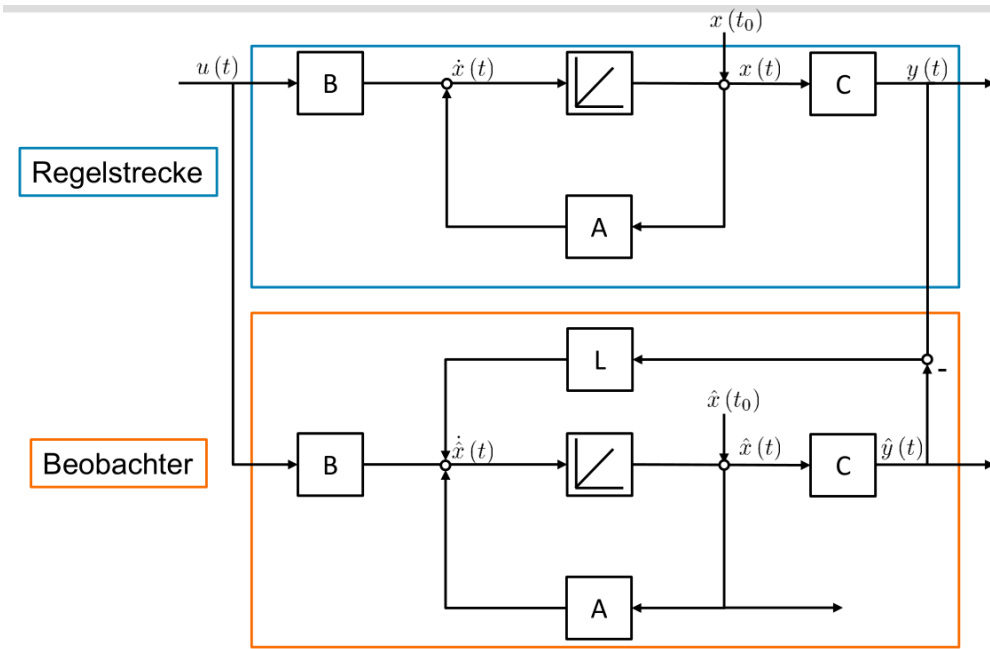 x (t₀)
u (t)
B
ẋ (t)
x (t)
C
y (t)
Regelstrecke
A
L
-
x̂ (t₀)
Beobachter
B
x̂̇ (t)
x̂ (t)
C
ŷ (t)
A